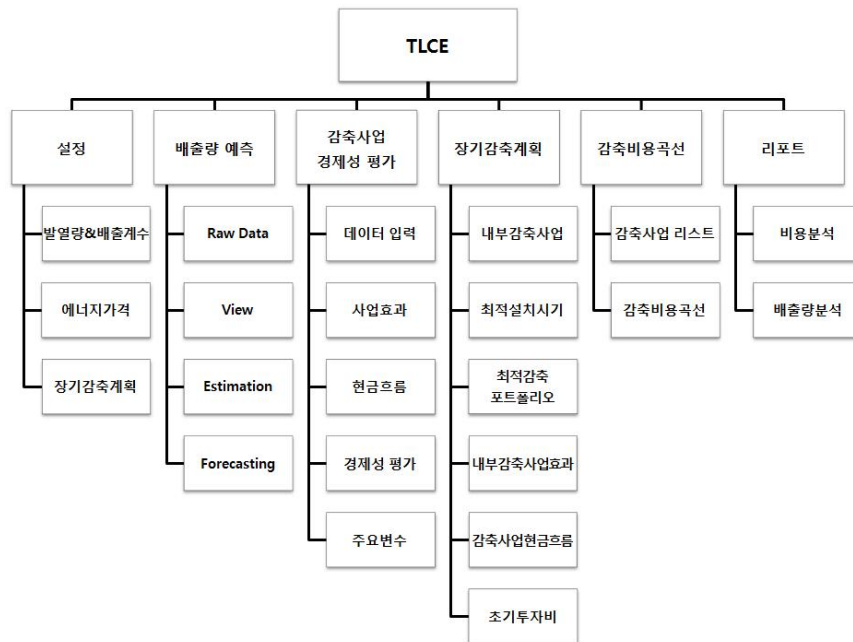 TLCE
설정
배출량 예측
감축사업
경제성 평가
장기감축계획
감축비용곡선
리포트
발열량&배출계수
에너지가격
장기감축계획
Raw Data
View
Estimation
Forecasting
데이터 입력
사업효과
현금흐름
경제성 평가
주요변수
내부감축사업
최적설치시기
최적감축
포트폴리오
내부감축사업효과
감축사업현금흐름
초기투자비
감축사업 리스트
감축비용곡선
비용분석
배출량분석